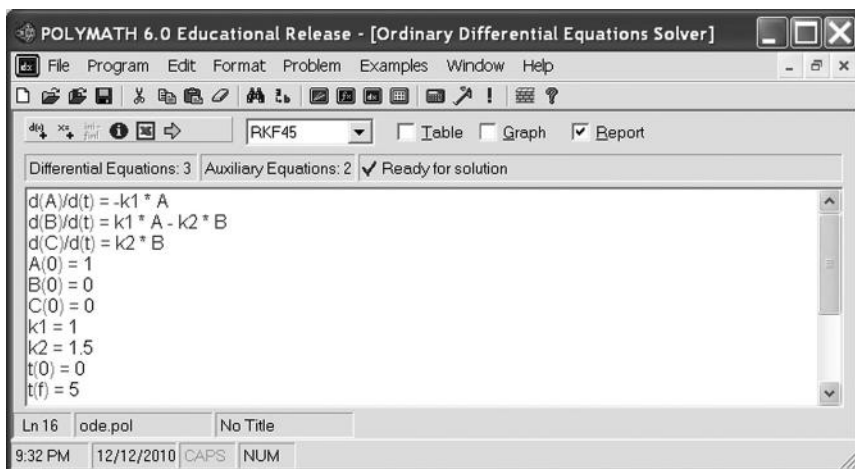 POLYMATH 6.0 Educational Release - [Ordinary Differential Equations Solver]
File Program Edit Format Problem Examples Window Help
RKF45 Table Graph Report
Differential Equations: 3 Auxiliary Equations: 2 Ready for solution
d(A)/d(t) = -k1 * A
d(B)/d(t) = k1 * A - k2 * B
d(C)/d(t) = k2 * B
A(0) = 1
B(0) = 0
C(0) = 0
k1 = 1
k2 = 1.5
t(0) = 0
t(f) = 5
Ln 16 ode.pol No Title
9:32 PM 12/12/2010 CAPS NUM